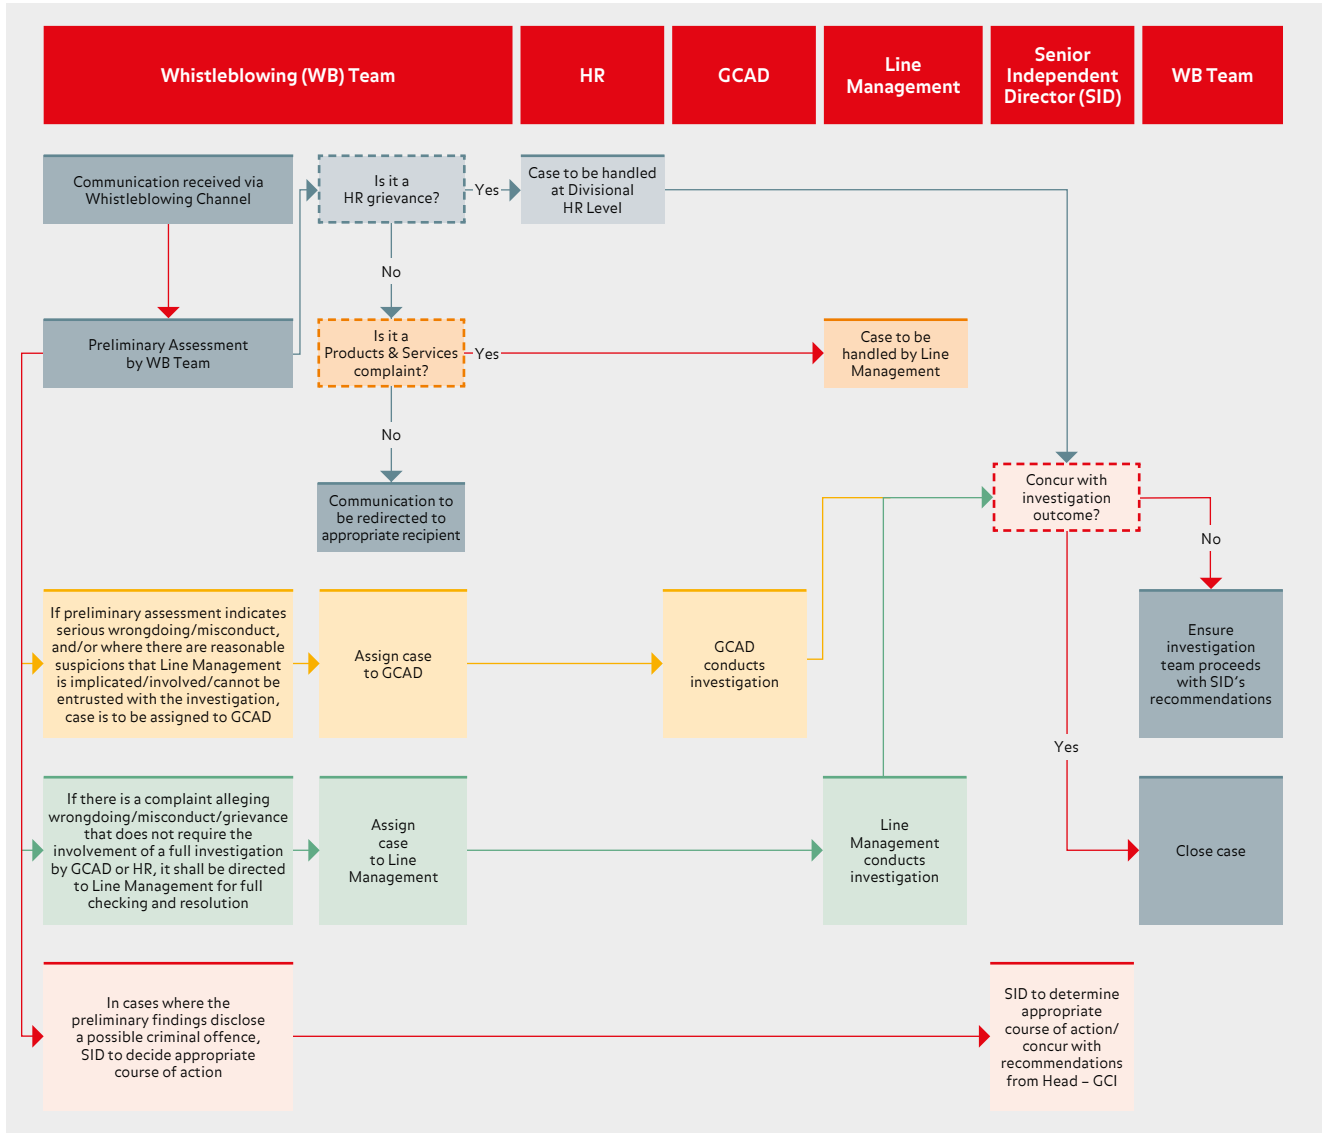 Whistleblowing (WB) Team
HR
GCAD
Line
Management
Senior
Independent
Director (SID)
WB Team
Communication received via
Whistleblowing Channel
Is it a
HR grievance?
Yes
Case to be handled
at Divisional
HR Level
No
Preliminary Assessment
by WB Team
Is it a
Products & Services
complaint?
Yes
Case to be
handled by Line
Management
No
Communication to
be redirected to
appropriate recipient
Concur with
investigation
outcome?
No
If preliminary assessment indicates
serious wrongdoing/misconduct,
and/or where there are reasonable
suspicions that Line Management
is implicated/involved/cannot be
entrusted with the investigation,
case is to be assigned to GCAD
Assign case
to GCAD
GCAD
conducts
investigation
Ensure
investigation
team proceeds
with SID's
recommendations
Yes
If there is a complaint alleging
wrongdoing/misconduct/grievance
that does not require the
involvement of a full investigation
by GCAD or HR, it shall be directed
to Line Management for full
checking and resolution
Assign
case
to Line
Management
Line
Management
conducts
investigation
Close case
In cases where the
preliminary findings disclose
a possible criminal offence,
SID to decide appropriate
course of action
SID to determine
appropriate
course of action/
concur with
recommendations
from Head – GCI